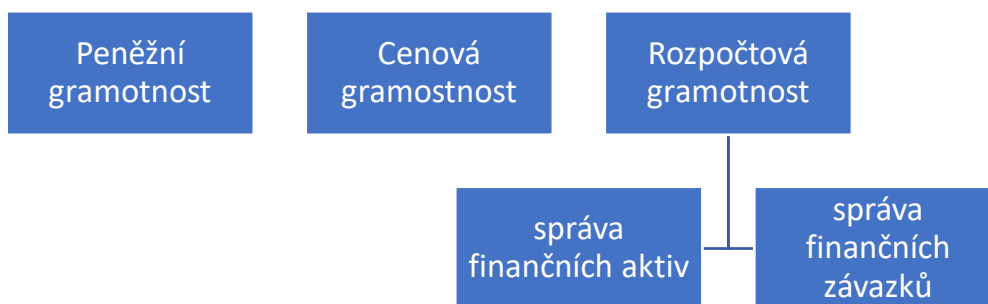 Peněžní
gramotnost
Cenová
gramostnost
Rozpočtová
gramotnost
správa
finančních aktiv
správa
finančních
závazků